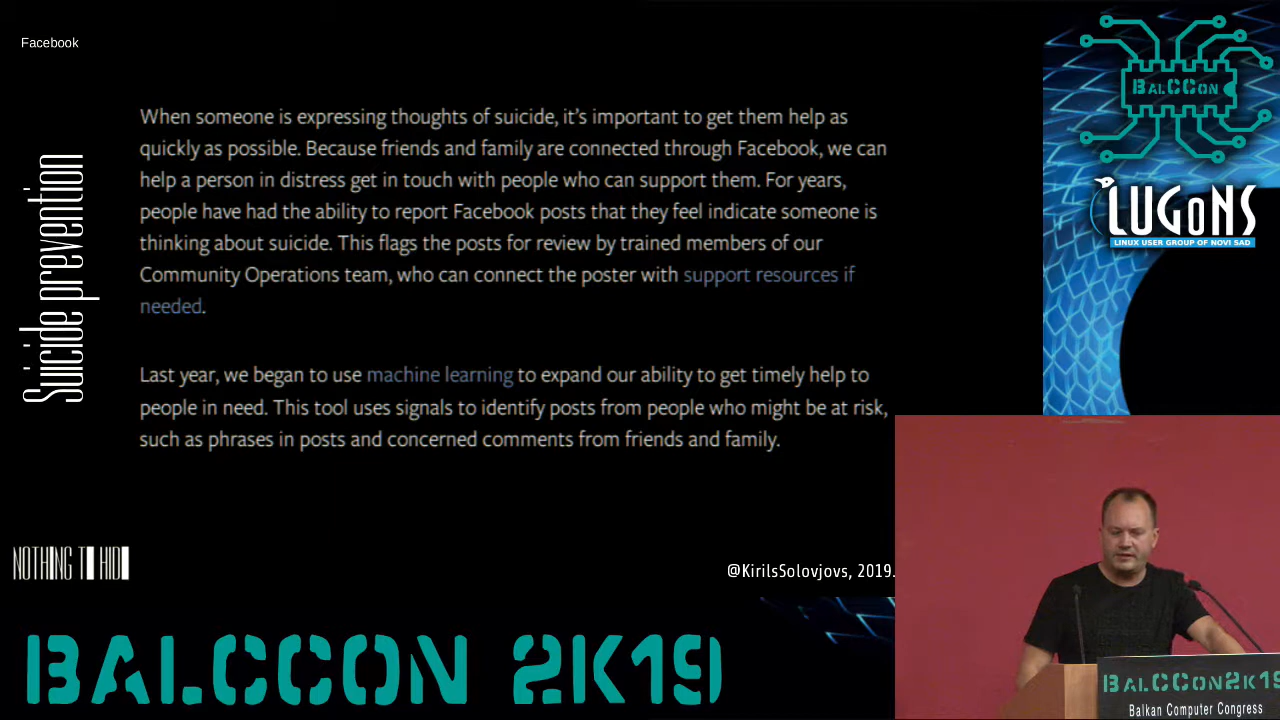 Facebook
Suicide prevention
When someone is expressing thoughts of suicide, it's important to get them help as
quickly as possible. Because friends and family are connected through Facebook, we can
help a person in distress get in touch with people who can support them. For years,
people have had the ability to report Facebook posts that they feel indicate someone is
thinking about suicide. This flags the posts for review by trained members of our
Community Operations team, who can connect the poster with support resources if
needed.
Last year, we began to use machine learning to expand our ability to get timely help to
people in need. This tool uses signals to identify posts from people who might be at risk,
such as phrases in posts and concerned comments from friends and family.
NOTHING TO HIDE
@KirilsSolovjovs, 2019.
BALCCON 2K19
BALCCON
LUGONS
LINUX USER GROUP OF NOVI SAD
BALCCON2K19
Balkan Computer Congress